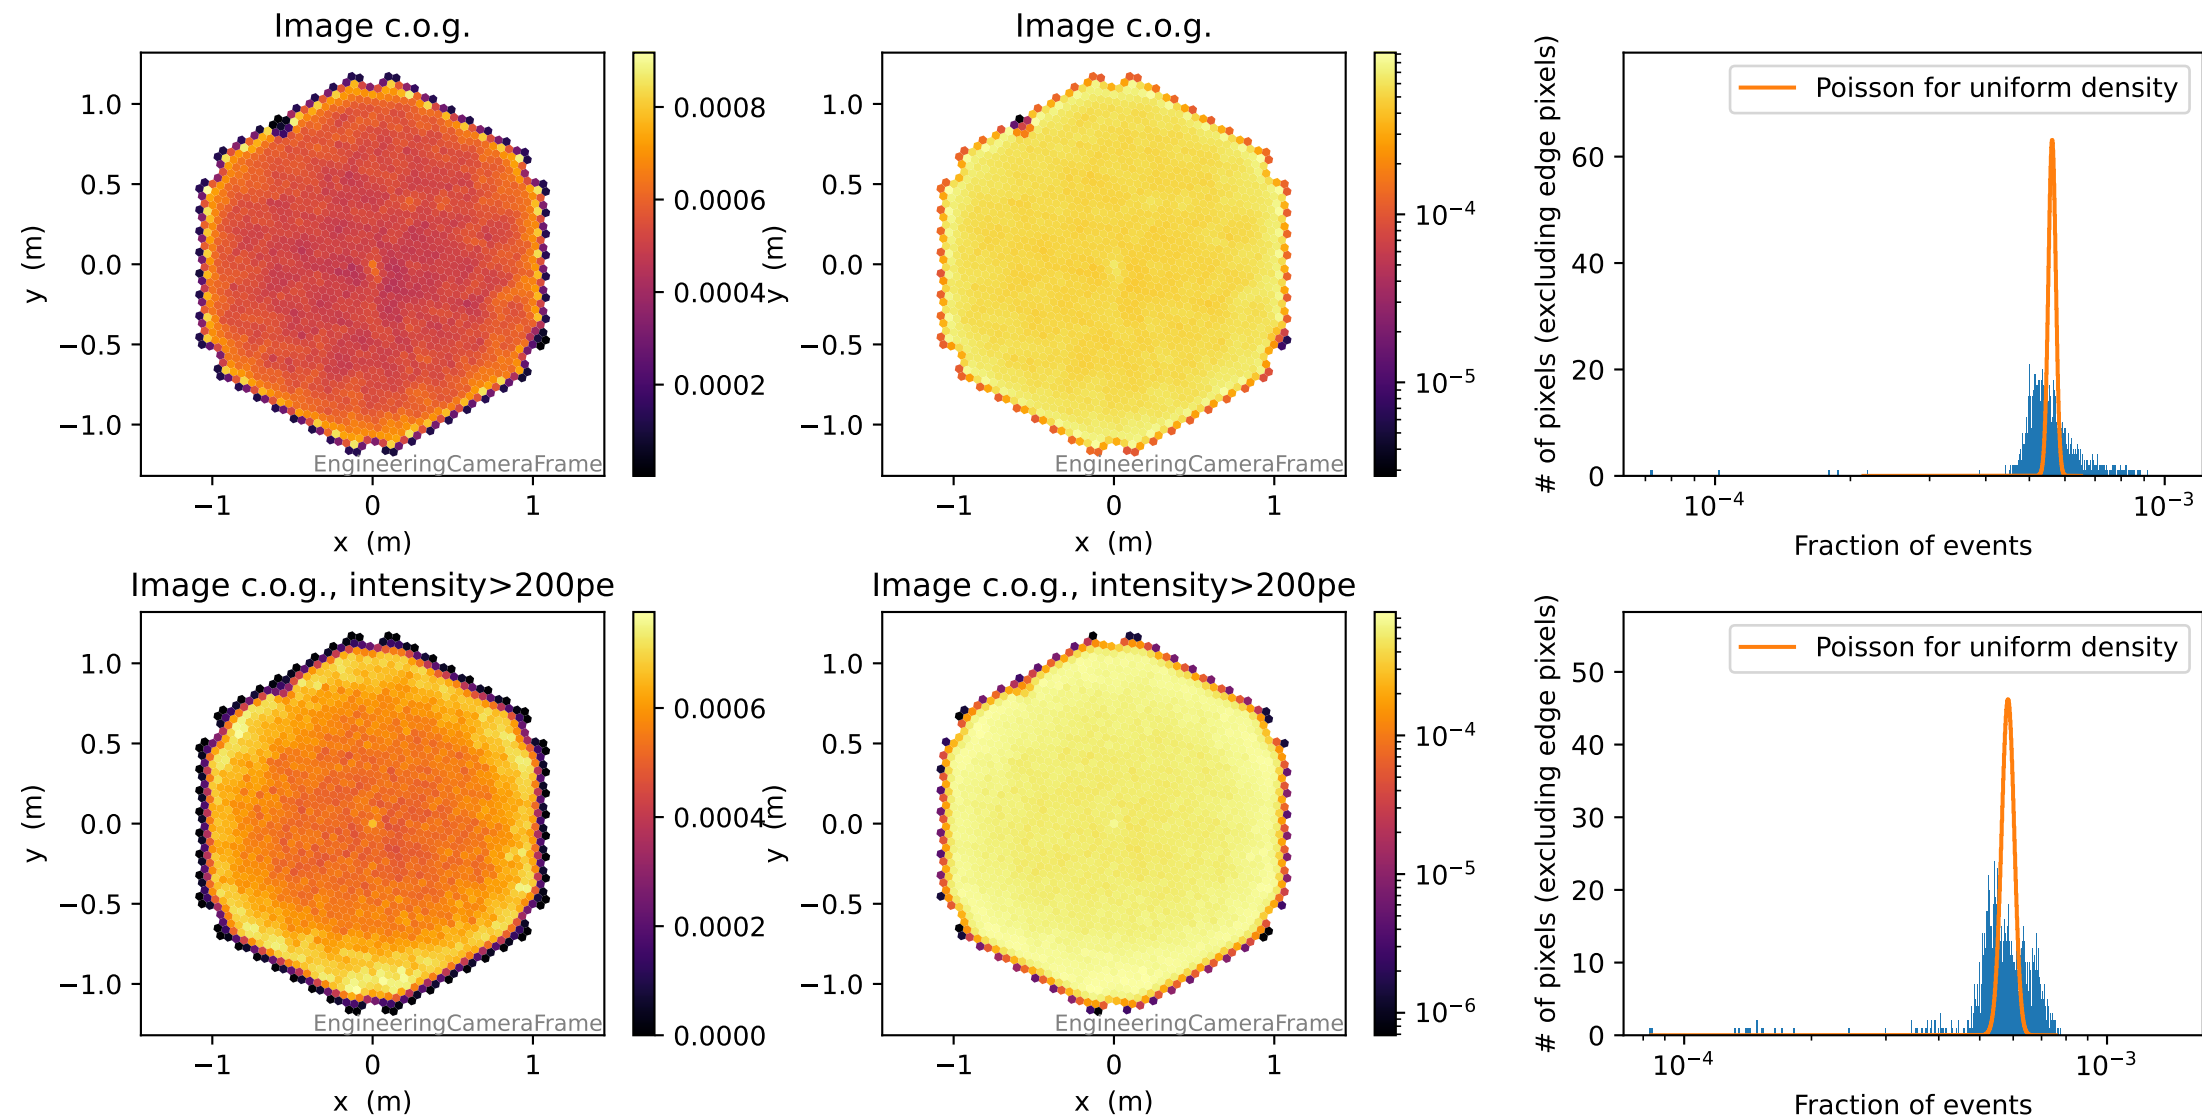 Image c.o.g.
1.0
0.5
0.0
−0.5
−1.0
y (m)
−1
0
1
x (m)
EngineeringCameraFrame
0.0008
0.0006
0.0004
0.0002
Image c.o.g.
1.0
0.5
0.0
−0.5
−1.0
y (m)
−1
0
1
x (m)
EngineeringCameraFrame
10⁻⁴
10⁻⁵
# of pixels (excluding edge pixels)
60
40
20
0
Poisson for uniform density
10⁻⁴
10⁻³
Fraction of events
Image c.o.g., intensity>200pe
1.0
0.5
0.0
−0.5
−1.0
y (m)
−1
0
1
x (m)
EngineeringCameraFrame
0.0006
0.0004
0.0002
0.0000
Image c.o.g., intensity>200pe
1.0
0.5
0.0
−0.5
−1.0
y (m)
−1
0
1
x (m)
EngineeringCameraFrame
10⁻⁴
10⁻⁵
10⁻⁶
# of pixels (excluding edge pixels)
50
40
30
20
10
0
Poisson for uniform density
10⁻⁴
10⁻³
Fraction of events